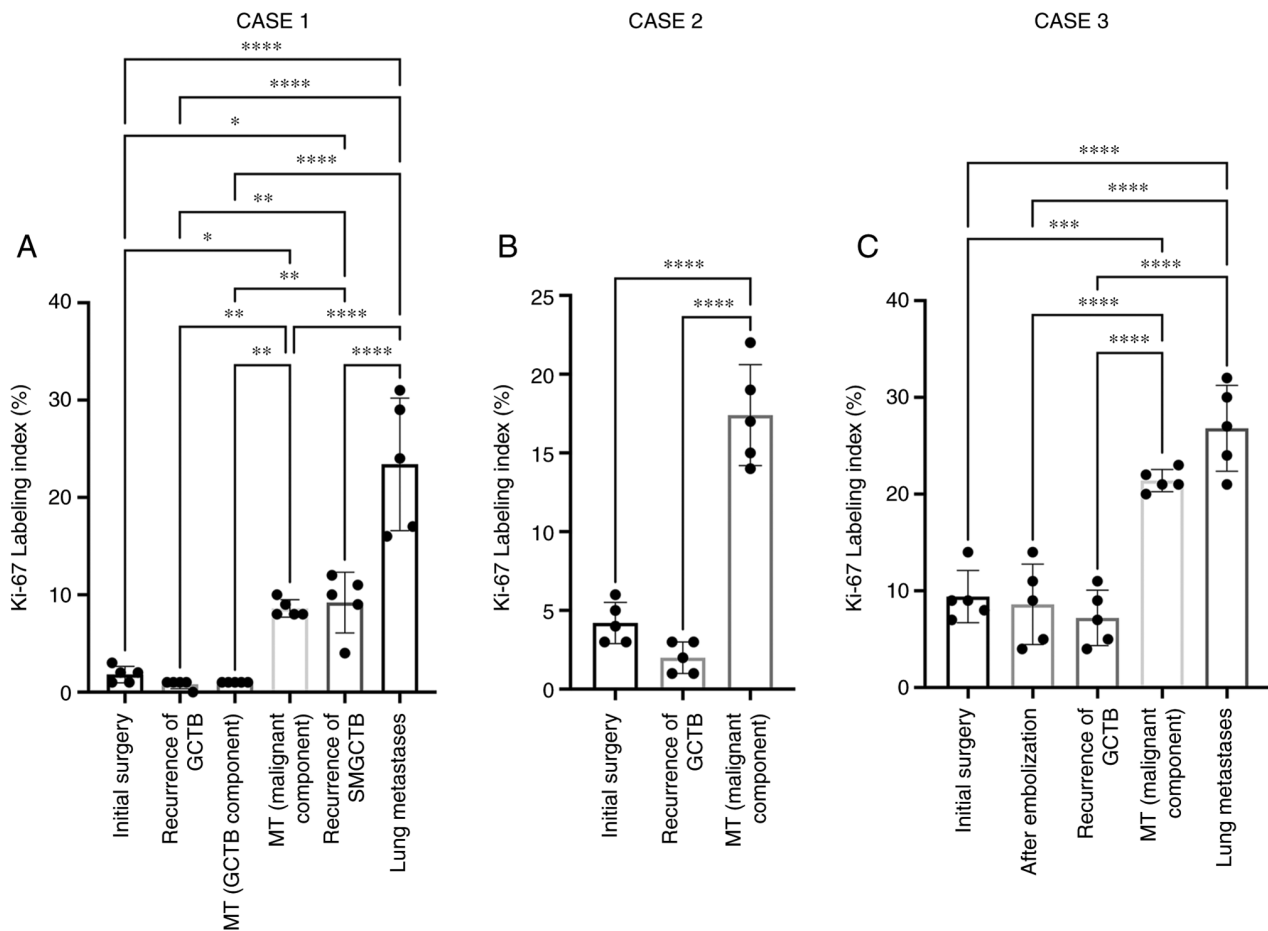 CASE 1
CASE 2
CASE 3
A
B
C
****
****
*
****
**
*
**
**
****
**
****
Ki-67 Labeling index (%)
40
30
20
10
0
Initial surgery
Recurrence of
GCTB
MT (GCTB component)
MT (malignant
component)
Recurrence of
SMGCTB
Lung metastases
****
****
Ki-67 Labeling index (%)
25
20
15
10
5
0
Initial surgery
Recurrence of
GCTB
MT (malignant
component)
****
****
***
****
****
****
Ki-67 Labeling index (%)
40
30
20
10
0
Initial surgery
After embolization
Recurrence of
GCTB
MT (malignant
component)
Lung metastases